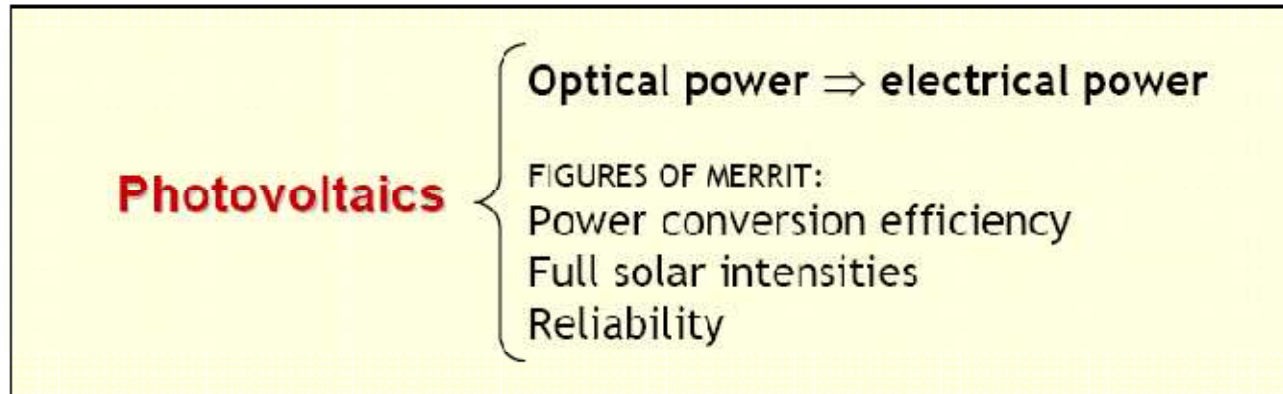 Optical power ⇒ electrical power
Photovoltaics
FIGURES OF MERRIT:
Power conversion efficiency
Full solar intensities
Reliability